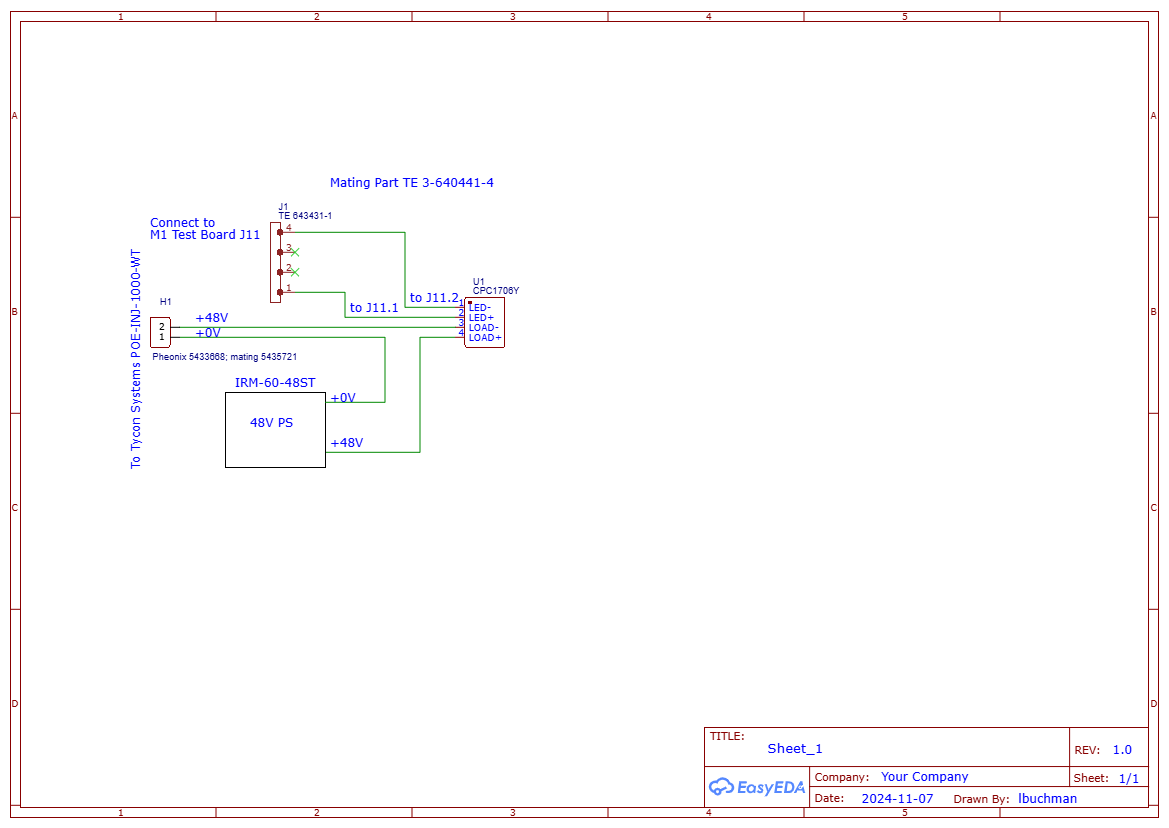 1 2 3 4 5
A A
Mating Part TE 3-640441-4
J1
TE 643431-1
Connect to
M1 Test Board J11
4
3
2
1
To Tycon Systems POE-INJ-1000-WT
H1
2
1
+48V
+0V
Pheonix 5433668; mating 5435721
to J11.2
to J11.1
U1
CPC1706Y
1 LED-
2 LED+
3 LOAD-
4 LOAD+
B B
IRM-60-48ST
48V PS
+0V
+48V
C C
D D
TITLE:
Sheet_1
REV: 1.0
EasyEDA
Company: Your Company
Sheet: 1/1
Date: 2024-11-07 Drawn By: lbuchman
1 2 3 4 5